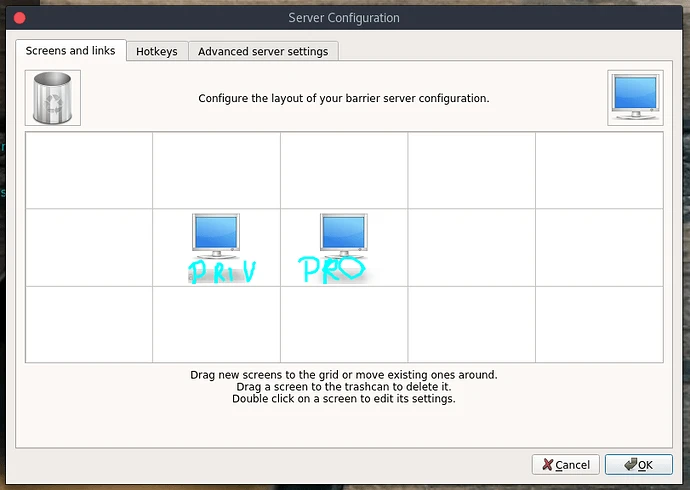 Server Configuration
Screens and links
Hotkeys
Advanced server settings
Configure the layout of your barrier server configuration.
PRIV
PRO
Drag new screens to the grid or move existing ones around.
Drag a screen to the trashcan to delete it.
Double click on a screen to edit its settings.
Cancel
OK